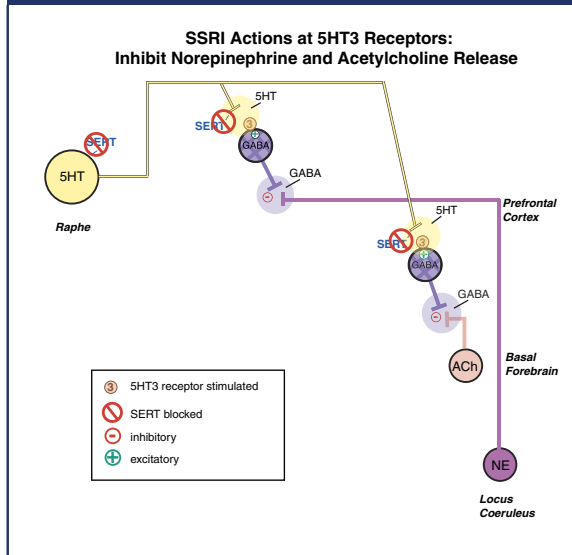 SSRI Actions at 5HT3 Receptors:
Inhibit Norepinephrine and Acetylcholine Release
5HT
SERT
3
GABA
SERT
5HT
GABA
-
Raphe
Prefrontal
Cortex
5HT
SERT
3
GABA
GABA
-
ACh
Basal
Forebrain
3 5HT3 receptor stimulated
SERT blocked
- inhibitory
+ excitatory
NE
Locus
Coeruleus